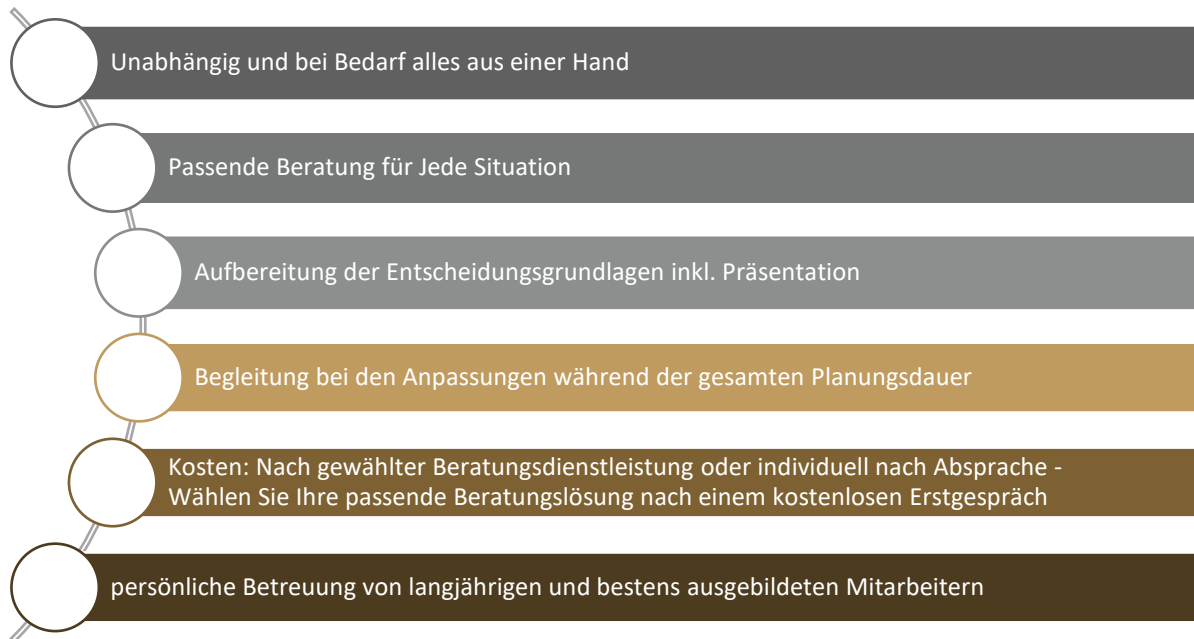 Unabhängig und bei Bedarf alles aus einer Hand
Passende Beratung für Jede Situation
Aufbereitung der Entscheidungsgrundlagen inkl. Präsentation
Begleitung bei den Anpassungen während der gesamten Planungsdauer
Kosten: Nach gewählter Beratungsdienstleistung oder individuell nach Absprache -
Wählen Sie Ihre passende Beratungslösung nach einem kostenlosen Erstgespräch
persönliche Betreuung von langjährigen und bestens ausgebildeten Mitarbeitern